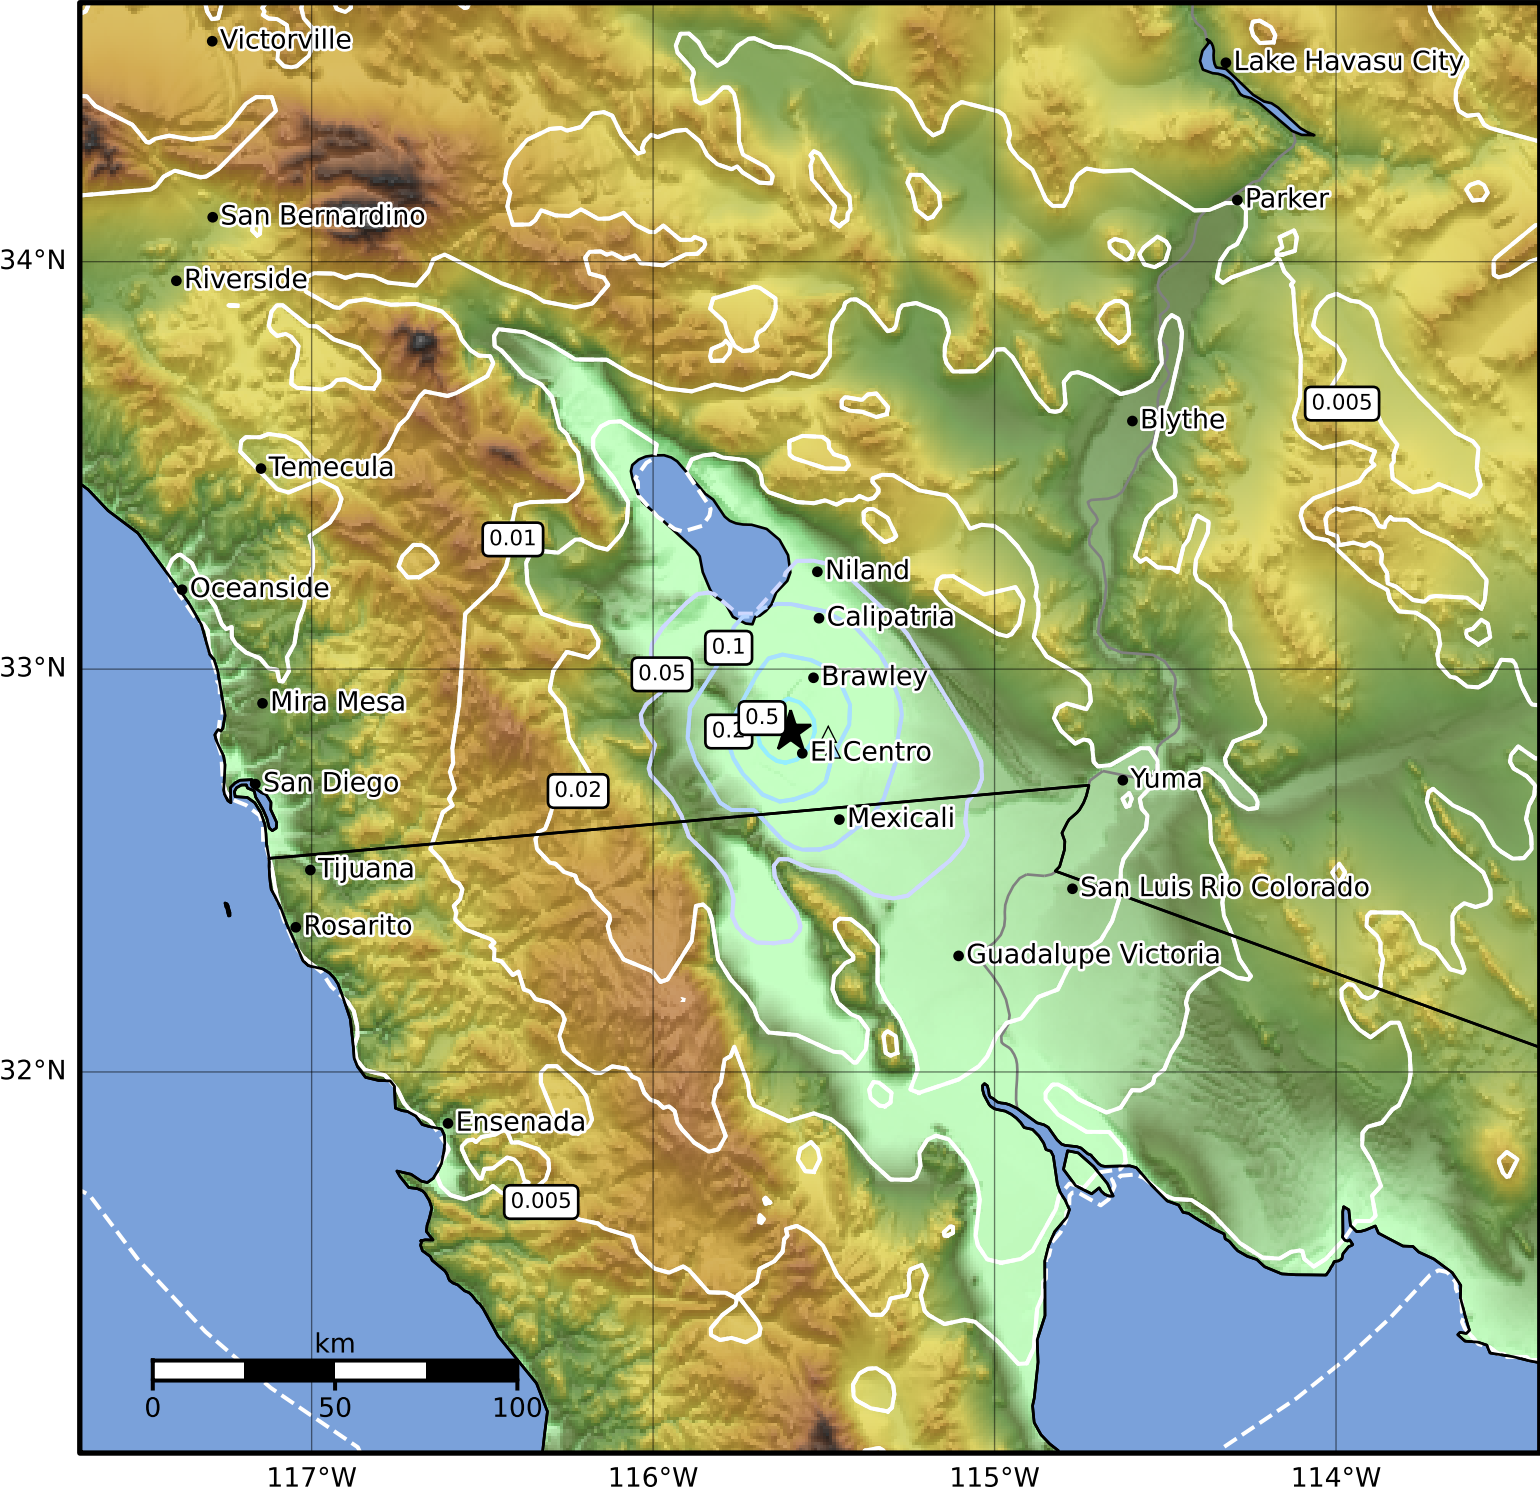 Victorville
Lake Havasu City
Parker
San Bernardino
34°N
Riverside
0.005
Blythe
Temecula
0.01
Niland
Oceanside
Calipatria
0.1
33°N
0.05
Brawley
Mira Mesa
0.5
0.2
El Centro
San Diego
Yuma
0.02
Mexicali
Tijuana
San Luis Rio Colorado
Rosarito
Guadalupe Victoria
32°N
Ensenada
0.005
km
0 50 100
117°W 116°W 115°W 114°W